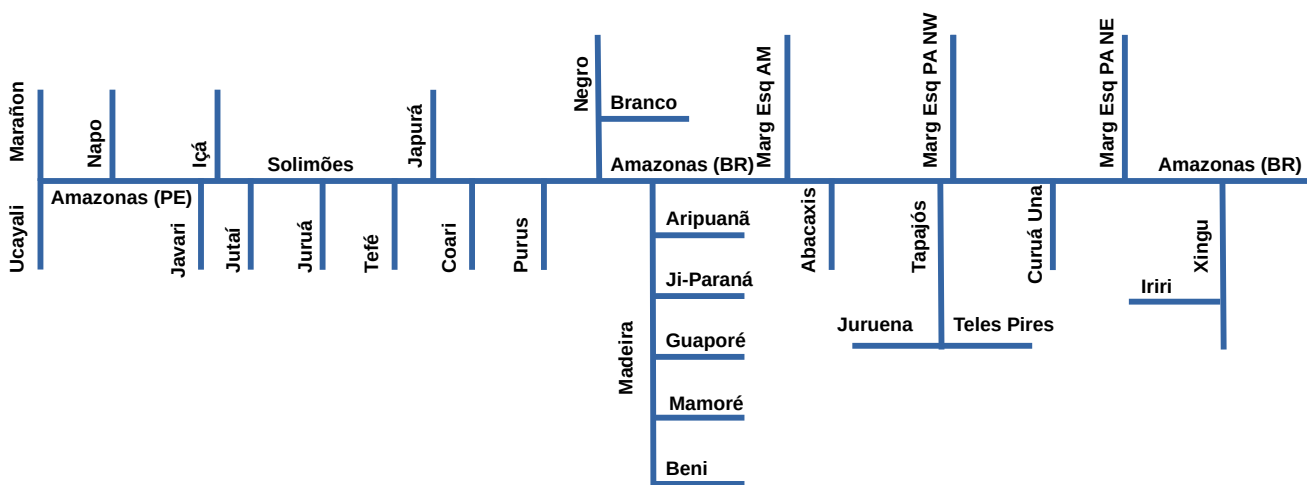 Marañon
Napo
Içá
Solimões
Japurá
Negro
Branco
Amazonas (BR)
Marg Esq AM
Marg Esq PA NW
Marg Esq PA NE
Amazonas (BR)
Ucayali
Amazonas (PE)
Javari
Jutaí
Juruá
Tefé
Coari
Purus
Madeira
Aripuanã
Ji-Paraná
Guaporé
Mamoré
Beni
Abacaxis
Tapajós
Juruena
Teles Pires
Curuá Una
Xingu
Iriri